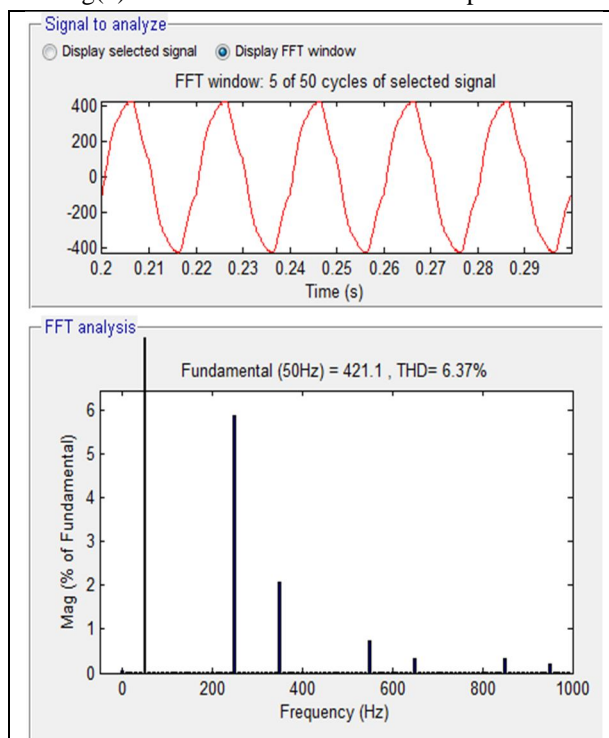 Signal to analyze
Display selected signal Display FFT window
FFT window: 5 of 50 cycles of selected signal
400
200
0
-200
-400
0.2 0.21 0.22 0.23 0.24 0.25 0.26 0.27 0.28 0.29
Time (s)
FFT analysis
Fundamental (50Hz) = 421.1 , THD= 6.37%
Mag (% of Fundamental)
6
5
4
3
2
1
0
0 200 400 600 800 1000
Frequency (Hz)